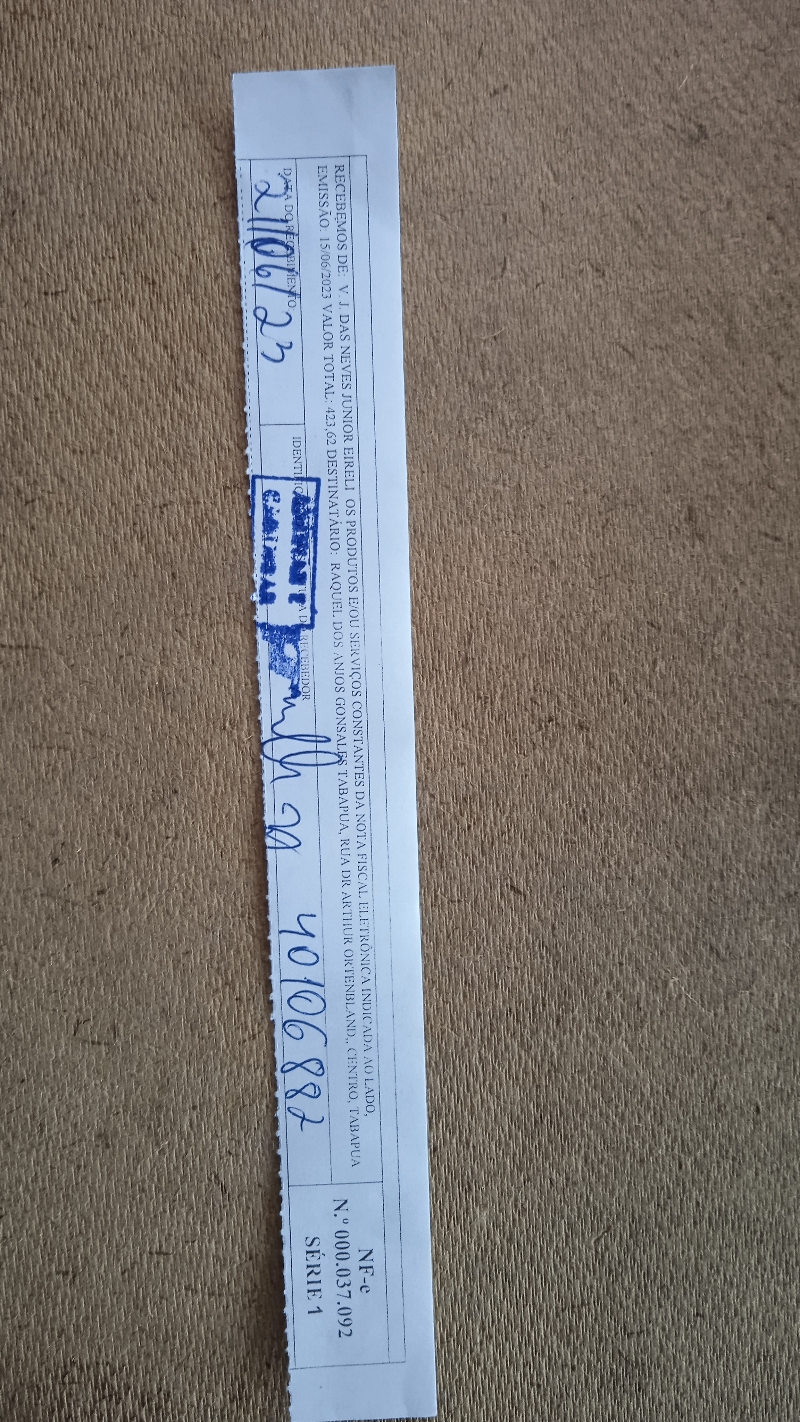 RECEBEMOS DE: V. J. DAS NEVES JUNIOR EIRELI OS PRODUTOS E/OU SERVIÇOS CONSTANTES DA NOTA FISCAL ELETRÔNICA INDICADA AO LADO,
EMISSÃO: 15/06/2023 VALOR TOTAL: 423,62 DESTINATÁRIO: RAQUEL DOS ANJOS GONSALES TABAPUA, RUA DR ARTHUR ORTENBLAND,, CENTRO, TABAPUA
DATA DO RECEBIMENTO
21/06/23
RECEBEDOR
40106882
NF-e
N.º 000.037.092
SÉRIE 1